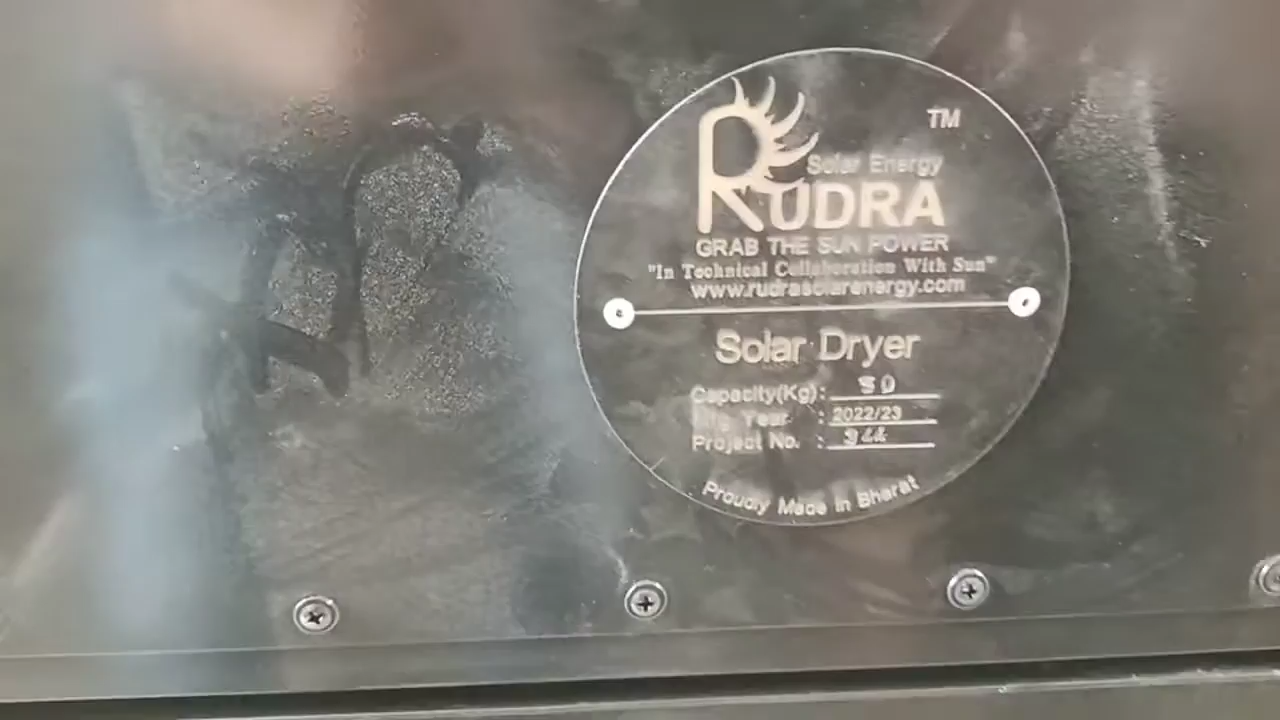 TM
Solar Energy
RUDRA
GRAB THE SUN POWER
"In Technical Collaboration With Sun"
www.rudrasolarenergy.com
Solar Dryer
Capacity(Kg):
Year : 2022/23
Project No. :
Proudly Made in Bharat